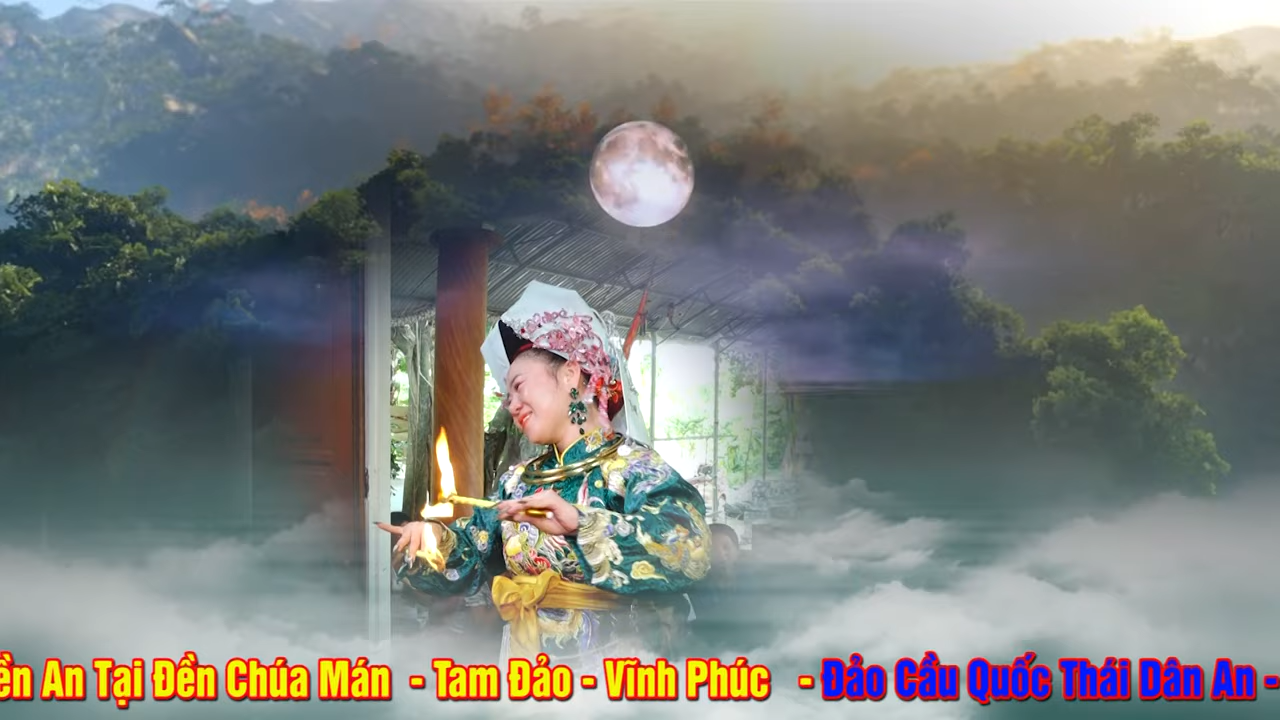 ền An Tại Đền Chúa Mán - Tam Đảo - Vĩnh Phúc - Đảo Cầu Quốc Thái Dân An -